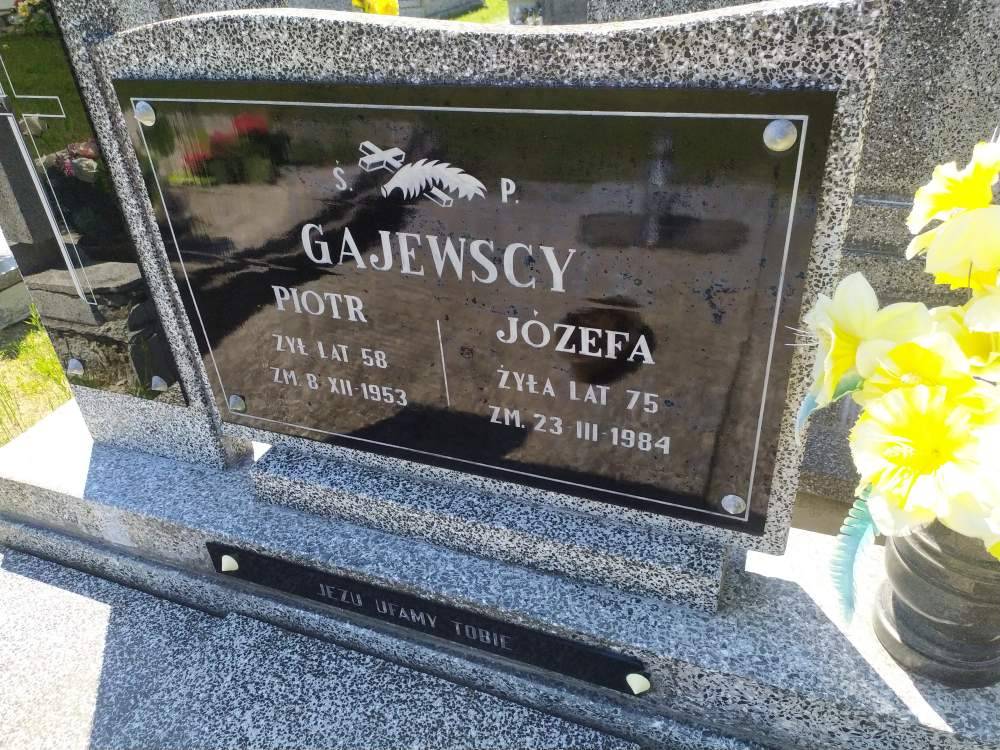 Ś. P.
GAJEWSCY
PIOTR
ŻYŁ LAT 58
ZM. 8 XII-1953
JÓZEFA
ŻYŁA LAT 75
ZM. 23-III-1984
JEZU UFAMY TOBIE